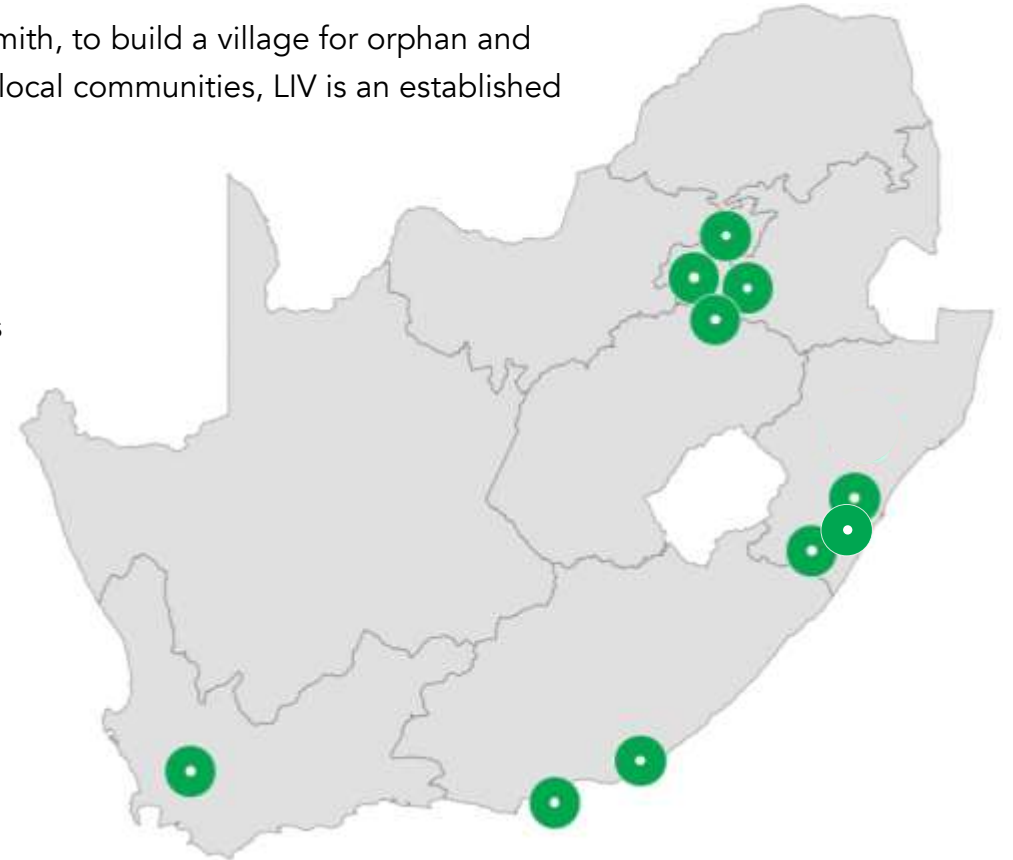 mith, to build a village for orphan and
local communities, LIV is an established
s